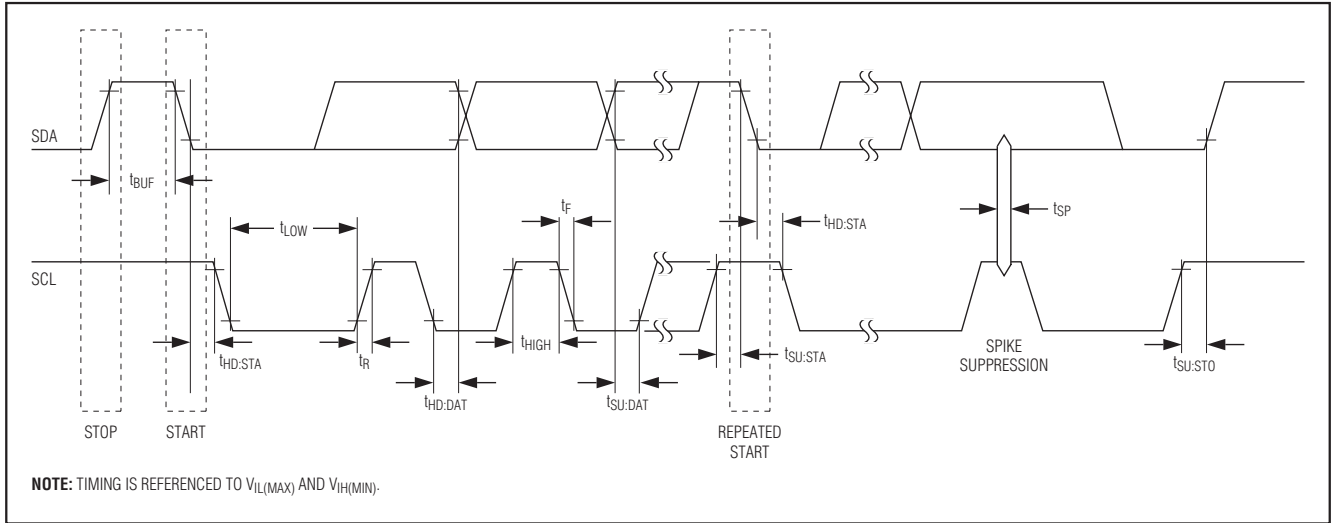 SDA
tBUF
tF
tSP
tLOW
tHD:STA
SCL
tHD:STA
tR
tHIGH
tSU:STA
SPIKE
SUPPRESSION
tHD:DAT
tSU:DAT
tSU:STO
STOP
START
REPEATED
START
NOTE: TIMING IS REFERENCED TO VIL(MAX) AND VIH(MIN).